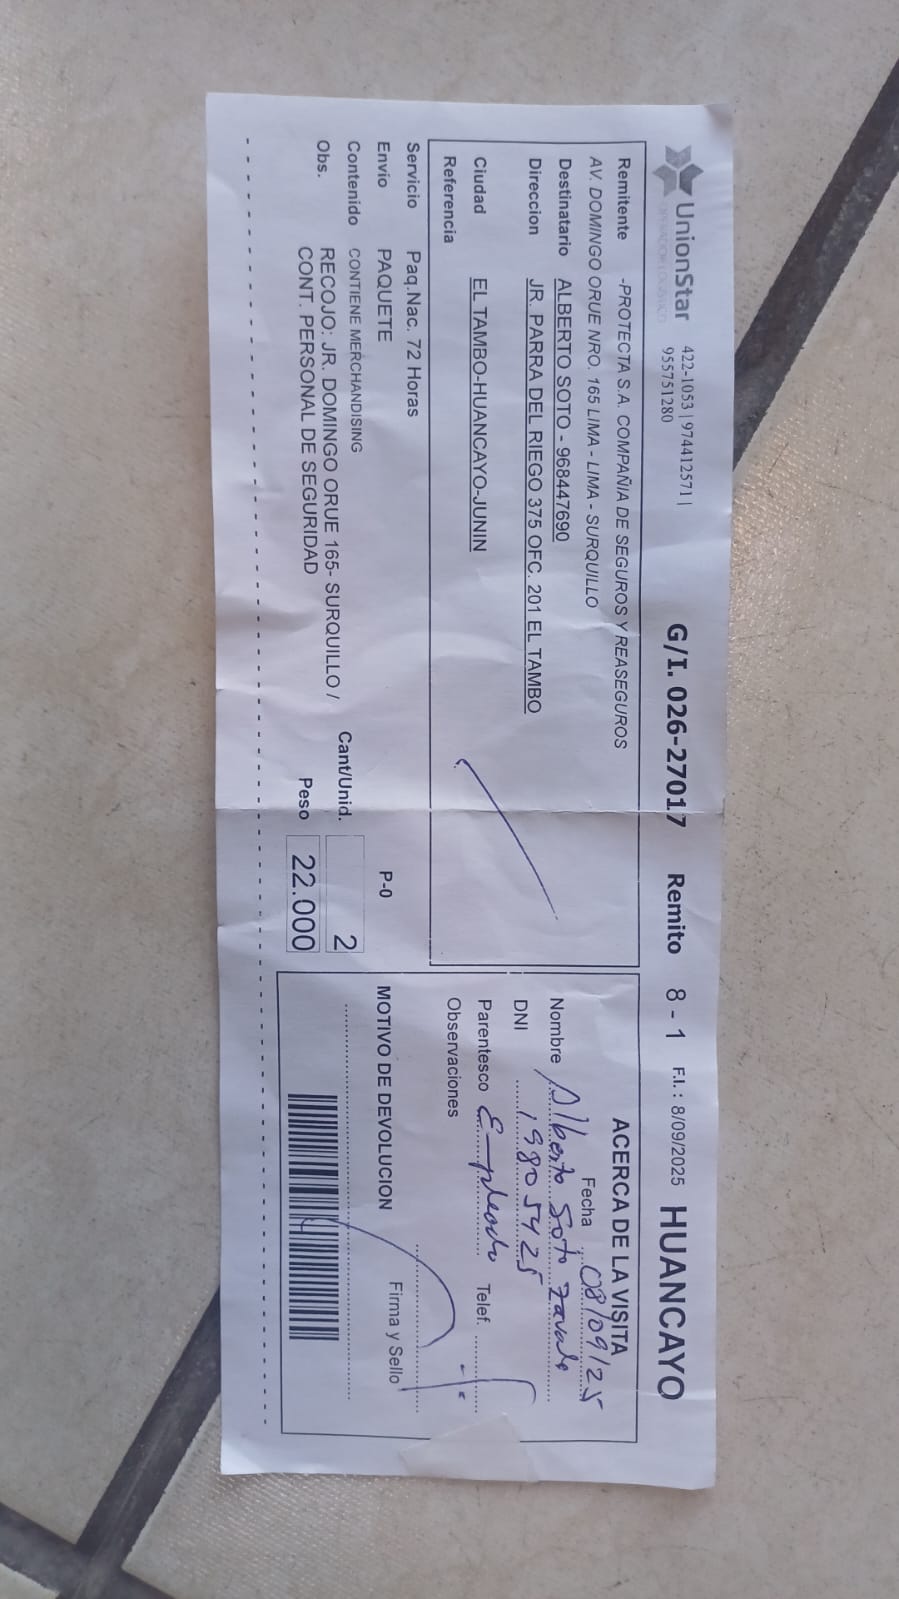 UnionStar
OPERADOR LOGISTICO
422-1053 | 974412571 |
955751280
G/I. 026-27017 Remito 8 - 1 F.I.: 8/09/2025 HUANCAYO
Remitente -PROTECTA S.A. COMPAÑIA DE SEGUROS Y REASEGUROS
AV. DOMINGO ORUE NRO. 165 LIMA - LIMA - SURQUILLO
Destinatario ALBERTO SOTO - 968447690
Direccion JR. PARRA DEL RIEGO 375 OFC. 201 EL TAMBO
Ciudad EL TAMBO-HUANCAYO-JUNIN
Referencia
Servicio Paq.Nac. 72 Horas
Envio PAQUETE
Contenido CONTIENE MERCHANDISING
Obs. RECOJO: JR. DOMINGO ORUE 165- SURQUILLO /
CONT. PERSONAL DE SEGURIDAD
P-0
Cant/Unid. 2
Peso 22.000
ACERCA DE LA VISITA
Fecha 08/09/25
Nombre Alberto Soto Zavala
DNI 19805425
Parentesco Empleado Telef.
Observaciones
MOTIVO DE DEVOLUCION
Firma y Sello